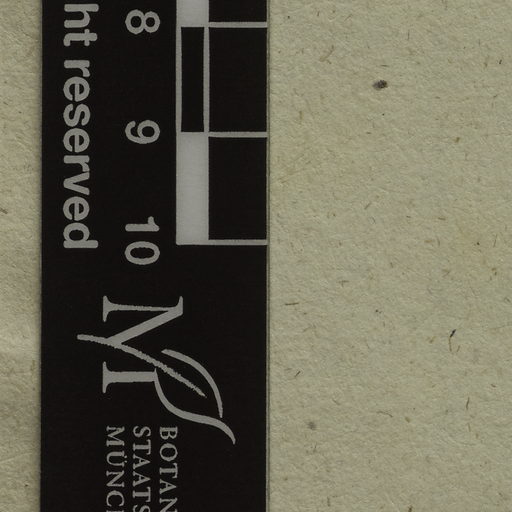 ht reserved
8
9
10
M
BOTAN
STAATS
MÜNCH